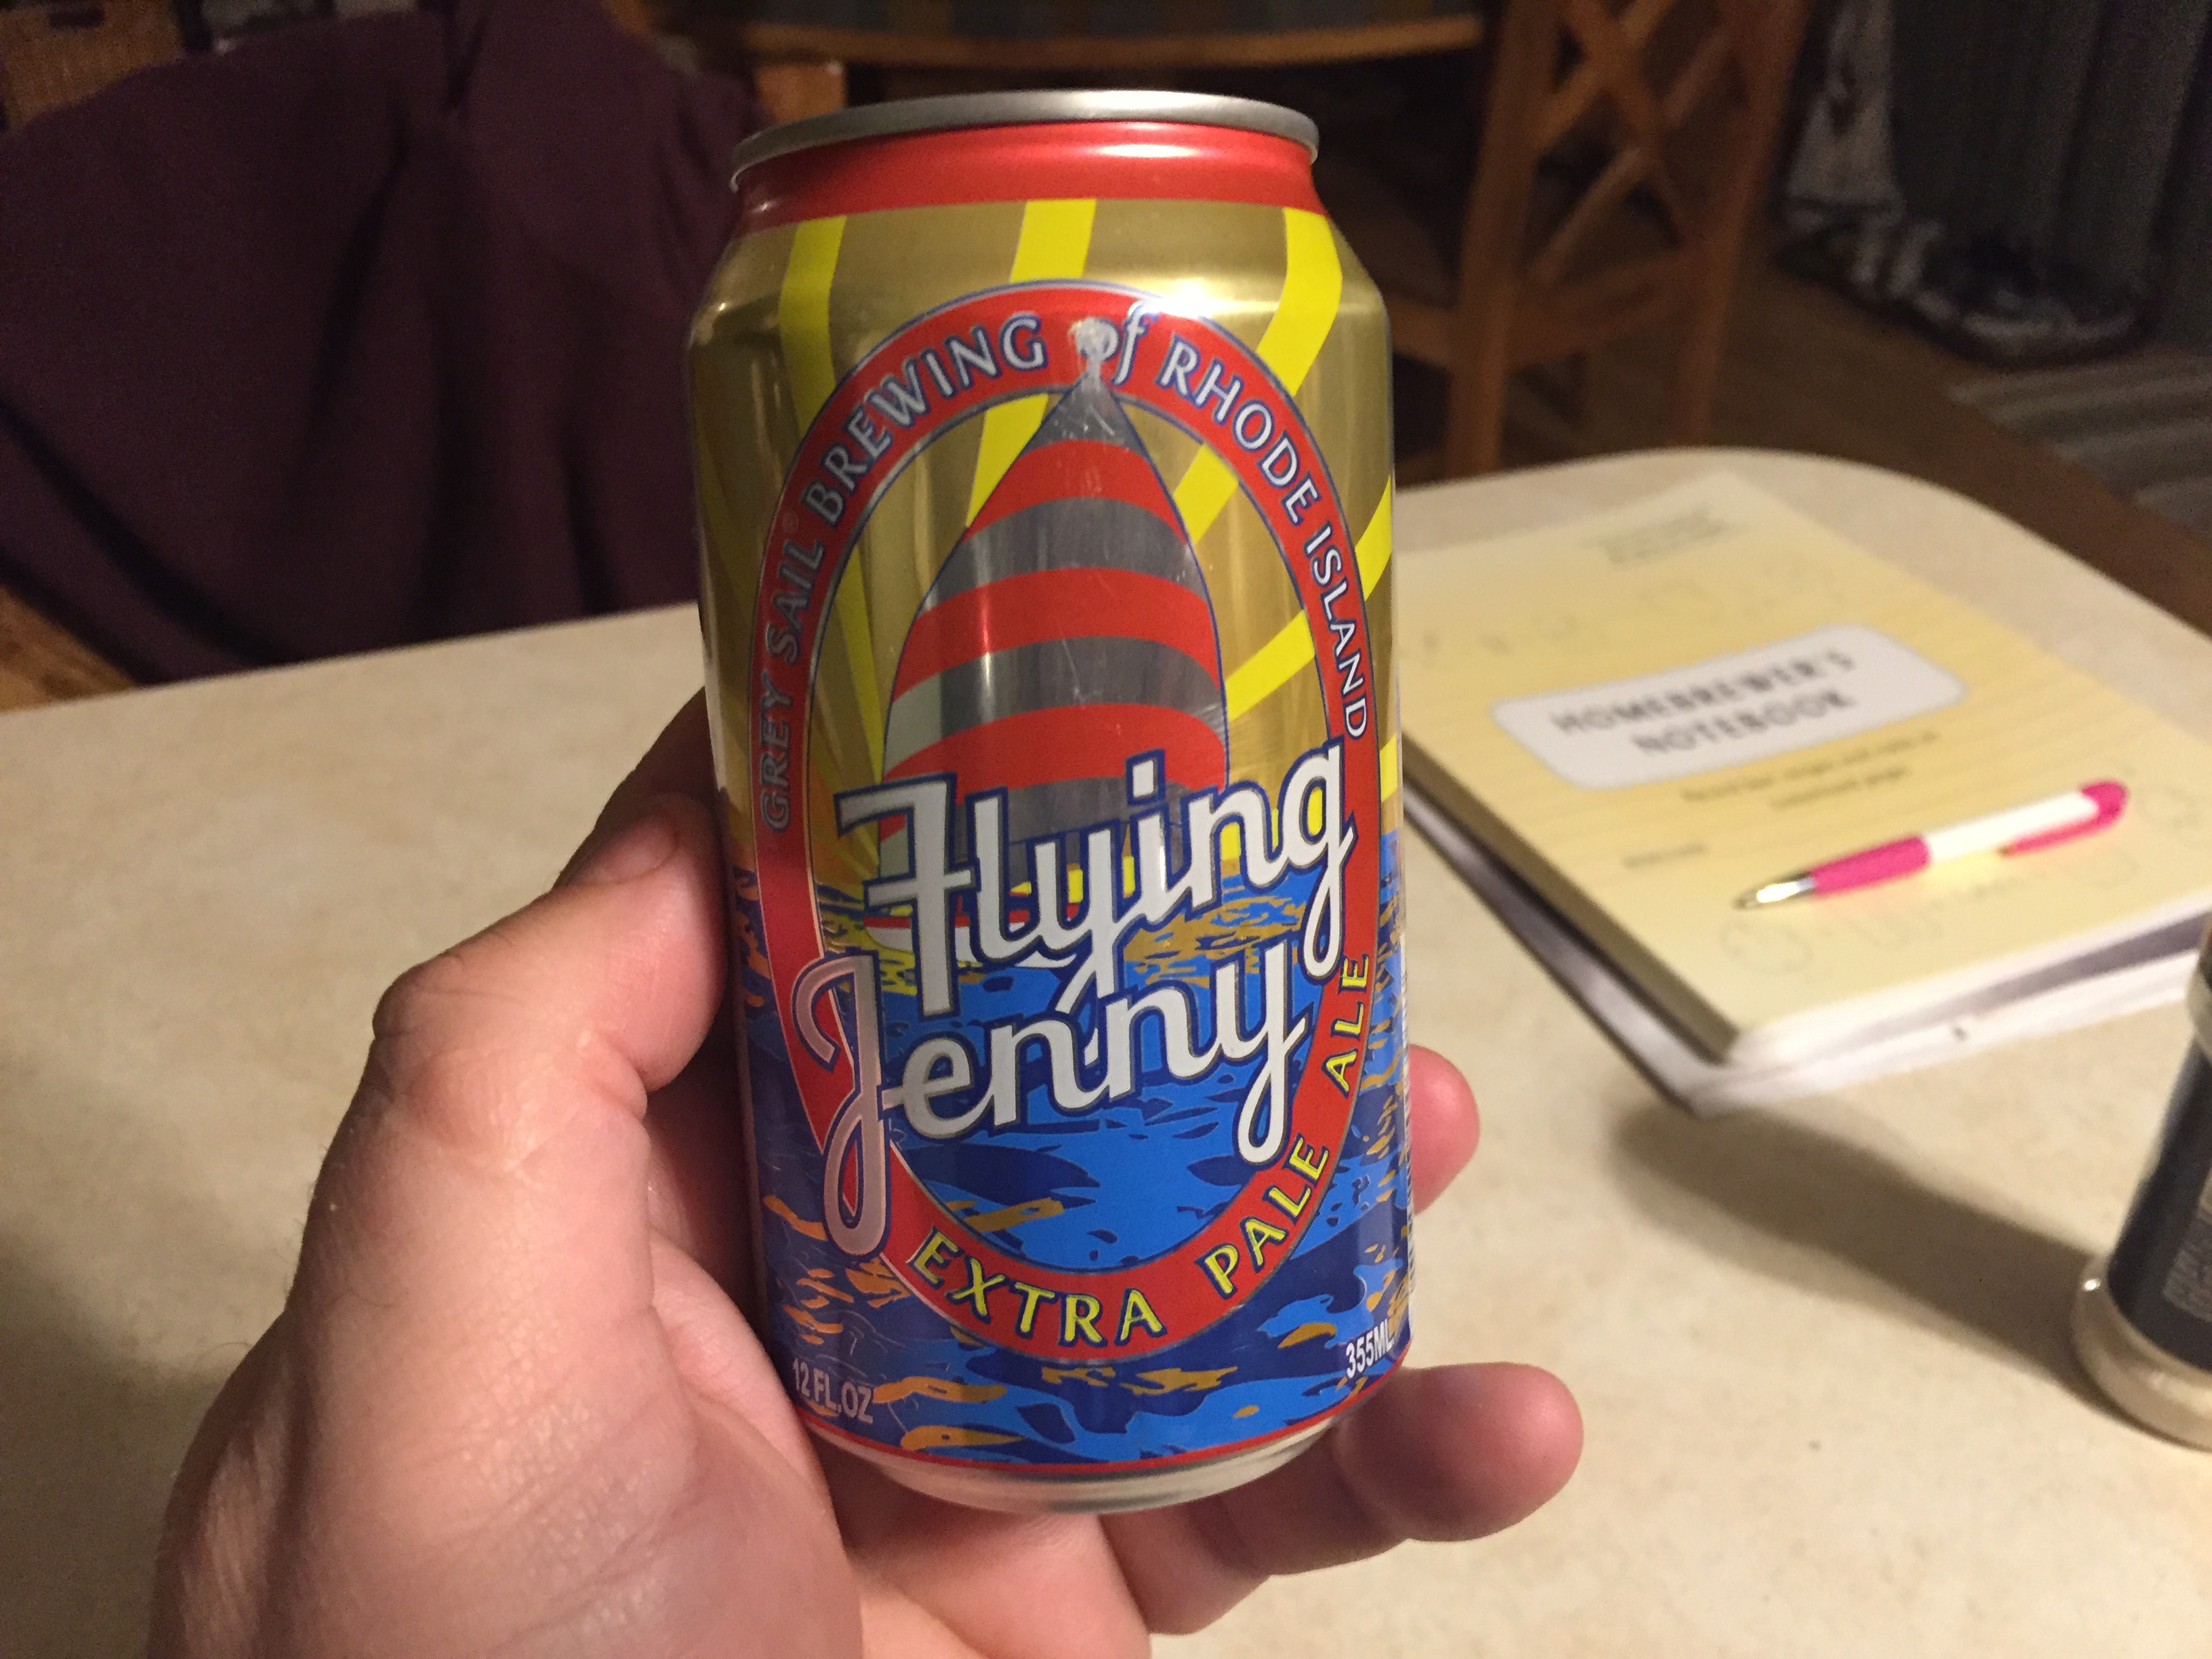 GREY SAIL® BREWING of RHODE ISLAND
Flying
Jenny
EXTRA PALE ALE
12 FL.OZ
355ML
HOMEBREWER'S
NOTEBOOK